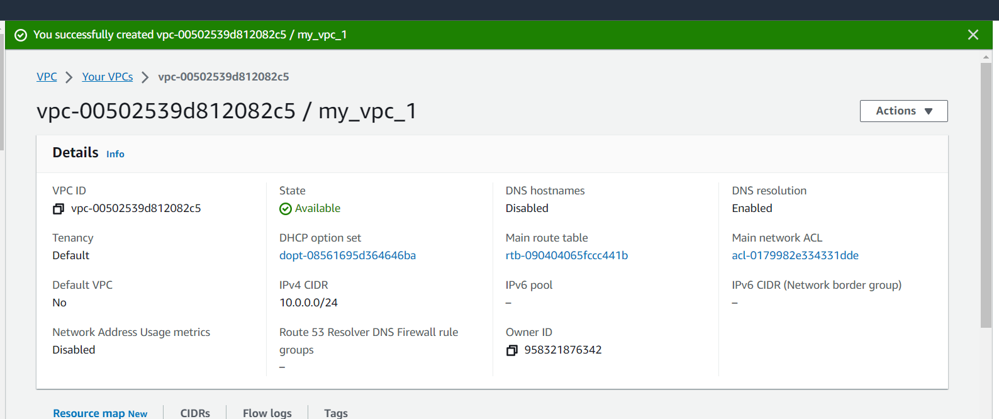 You successfully created vpc-00502539d812082c5 / my_vpc_1
VPC > Your VPCs > vpc-00502539d812082c5
vpc-00502539d812082c5 / my_vpc_1
Actions
Details Info
VPC ID
vpc-00502539d812082c5
State
Available
DNS hostnames
Disabled
DNS resolution
Enabled
Tenancy
Default
DHCP option set
dopt-08561695d364646ba
Main route table
rtb-090404065fccc441b
Main network ACL
acl-0179982e334331dde
Default VPC
No
IPv4 CIDR
10.0.0.0/24
IPv6 pool
–
IPv6 CIDR (Network border group)
–
Network Address Usage metrics
Disabled
Route 53 Resolver DNS Firewall rule
groups
–
Owner ID
958321876342
Resource map New
CIDRs
Flow logs
Tags